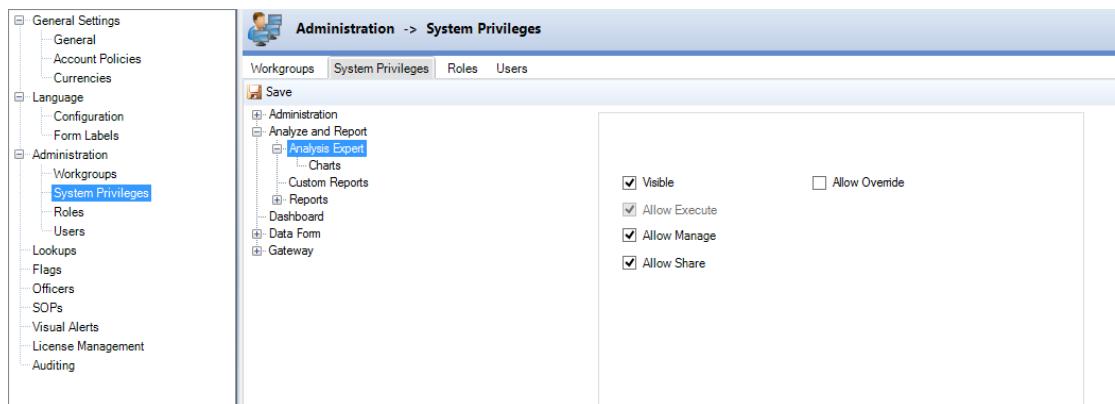 General Settings
General
Account Policies
Currencies
Language
Configuration
Form Labels
Administration
Workgroups
System Privileges
Roles
Users
Lookups
Flags
Officers
SOPs
Visual Alerts
License Management
Auditing
Administration -> System Privileges
Workgroups System Privileges Roles Users
Save
Administration
Analyze and Report
Analysis Expert
Charts
Custom Reports
Reports
Dashboard
Data Form
Gateway
Visible Allow Override
Allow Execute
Allow Manage
Allow Share